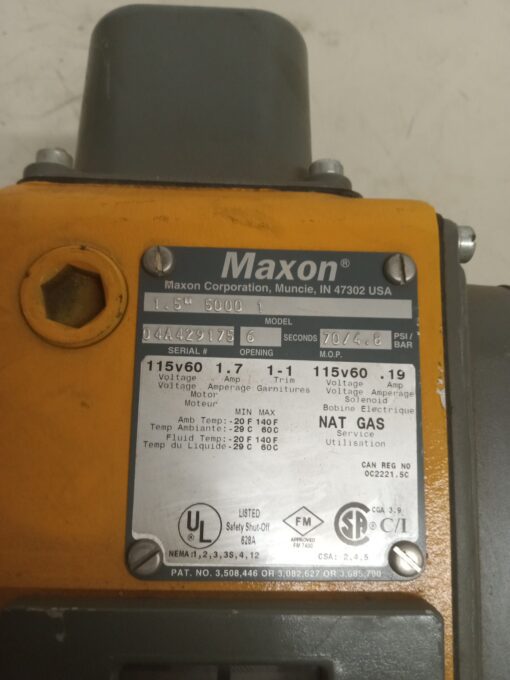 Maxon®
Maxon Corporation, Muncie, IN 47302 USA
1.5" 5000 1
MODEL
04A429175 6 SECONDS 70/4.8 PSI/BAR
SERIAL # OPENING M.O.P.
115v60 1.7 1-1 115v60 .19
Voltage Amp Trim Voltage Amp
Voltage Amperage Garnitures Voltage Amperage
Motor Solenoid
Moteur Bobine Electrique
MIN MAX
Amb Temp:-20 F 140 F
Temp Ambiante:-29 C 60 C
Fluid Temp:-20 F 140 F
Temp du Liquide-29 C 60 C
NAT GAS
Service
Utilisation
CAN REG NO
0C2221.5C
UL LISTED
Safety Shut-Off
628A
FM
APPROVED
FM 7400
CGA 3.9
SA ® C/I
NEMA:1,2,3,3S,4,12 CSA: 2,4,5
PAT. NO. 3,508,446 OR 3,082,627 OR 3,685,790